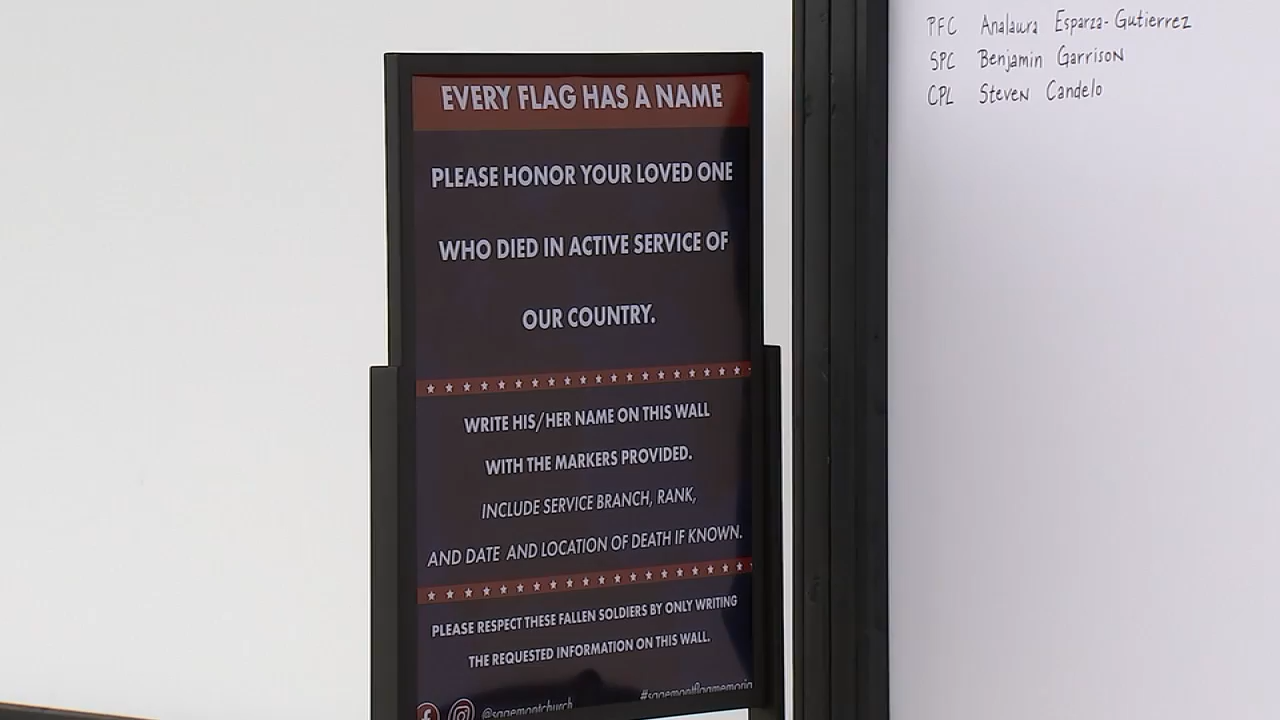 EVERY FLAG HAS A NAME
PLEASE HONOR YOUR LOVED ONE
WHO DIED IN ACTIVE SERVICE OF
OUR COUNTRY.
WRITE HIS/HER NAME ON THIS WALL
WITH THE MARKERS PROVIDED.
INCLUDE SERVICE BRANCH, RANK,
AND DATE AND LOCATION OF DEATH IF KNOWN.
PLEASE RESPECT THESE FALLEN SOLDIERS BY ONLY WRITING
THE REQUESTED INFORMATION ON THIS WALL.
@sagemontchurch
#sagemontflagmemoria
PFC Analaura Esparza-Gutierrez
SPC Benjamin Garrison
CPL Steven Candelo